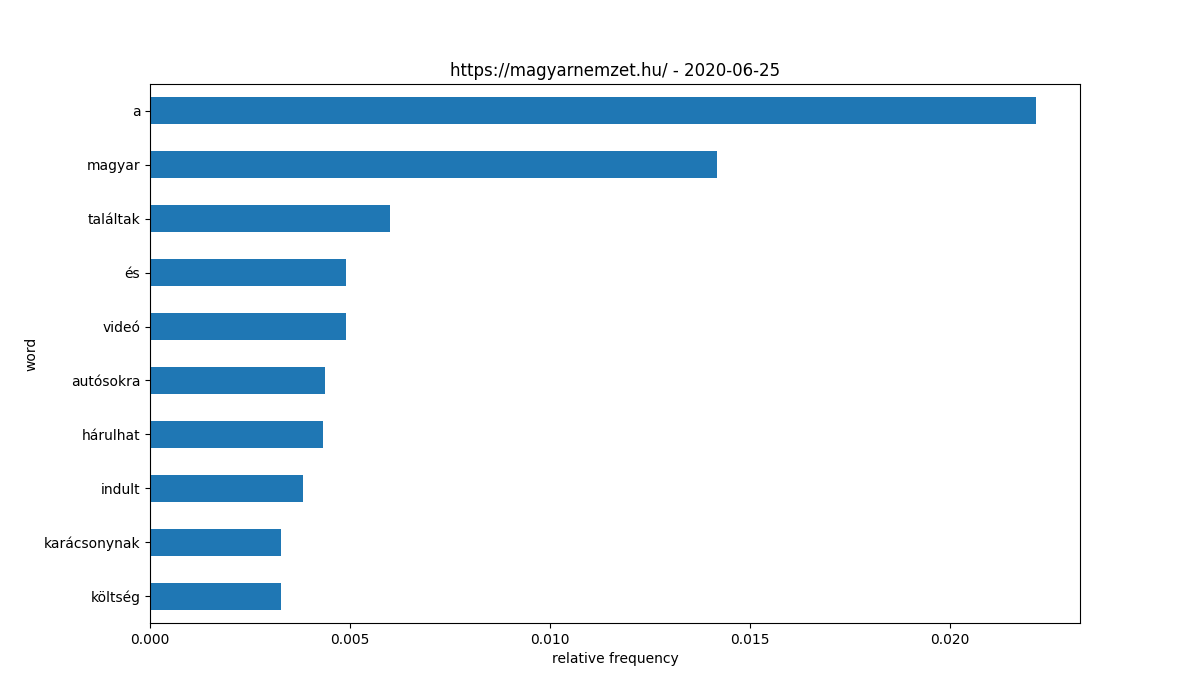 https://magyarnemzet.hu/ - 2020-06-25
a
magyar
találtak
és
videó
autósokra
hárulhat
indult
karácsonynak
költség
word
0.000 0.005 0.010 0.015 0.020
relative frequency